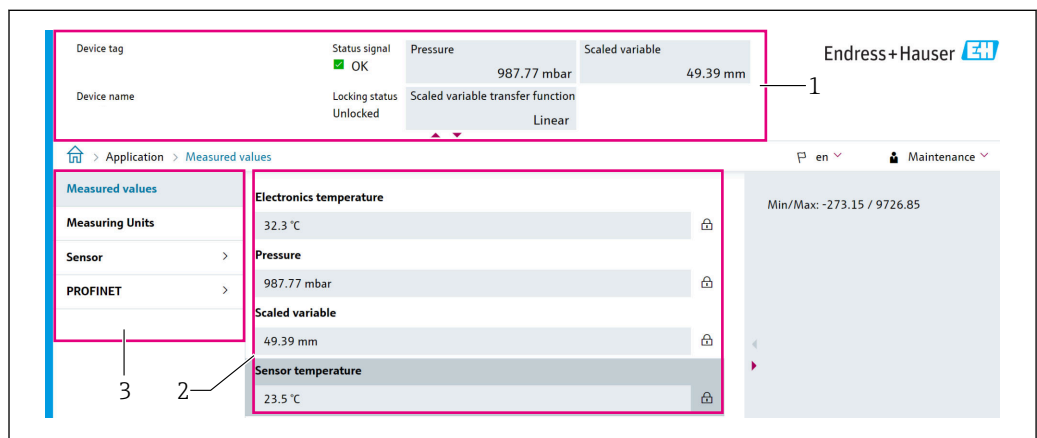 Device tag
Status signal
OK
Pressure
987.77 mbar
Scaled variable
49.39 mm
Endress+Hauser EH
1
Device name
Locking status
Unlocked
Scaled variable transfer function
Linear
> Application > Measured values
en
Maintenance
Measured values
Measuring Units
Sensor >
PROFINET >
Electronics temperature
32.3 °C
Pressure
987.77 mbar
Scaled variable
49.39 mm
Sensor temperature
23.5 °C
Min/Max: -273.15 / 9726.85
3
2